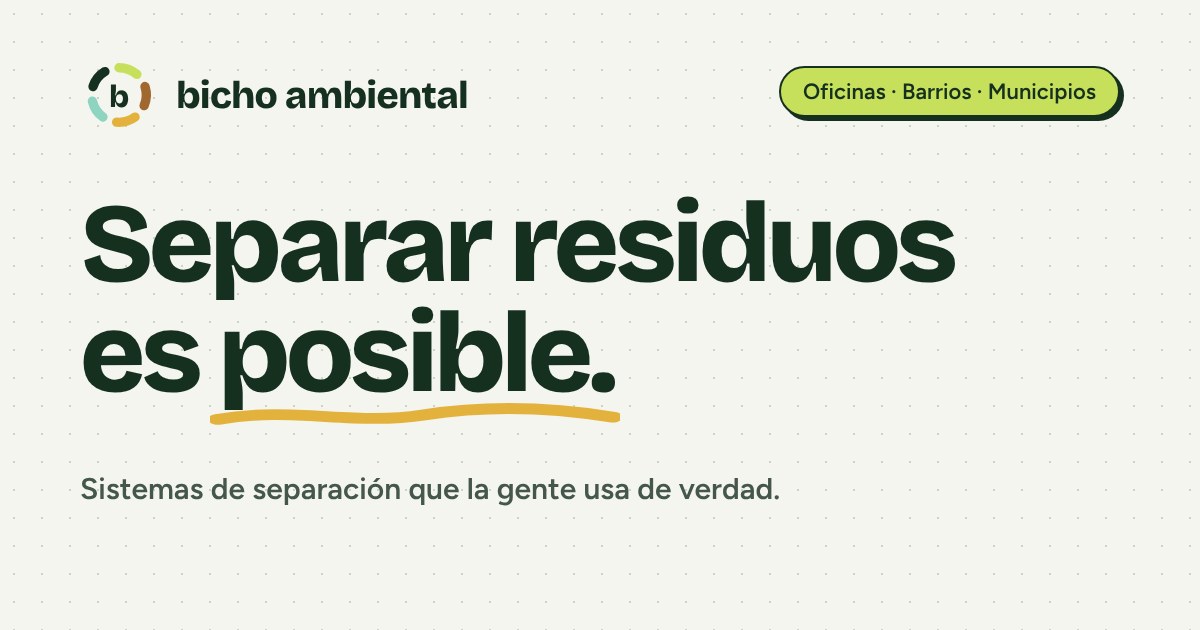 b
bicho ambiental
Oficinas · Barrios · Municipios
Separar residuos
es posible.
Sistemas de separación que la gente usa de verdad.